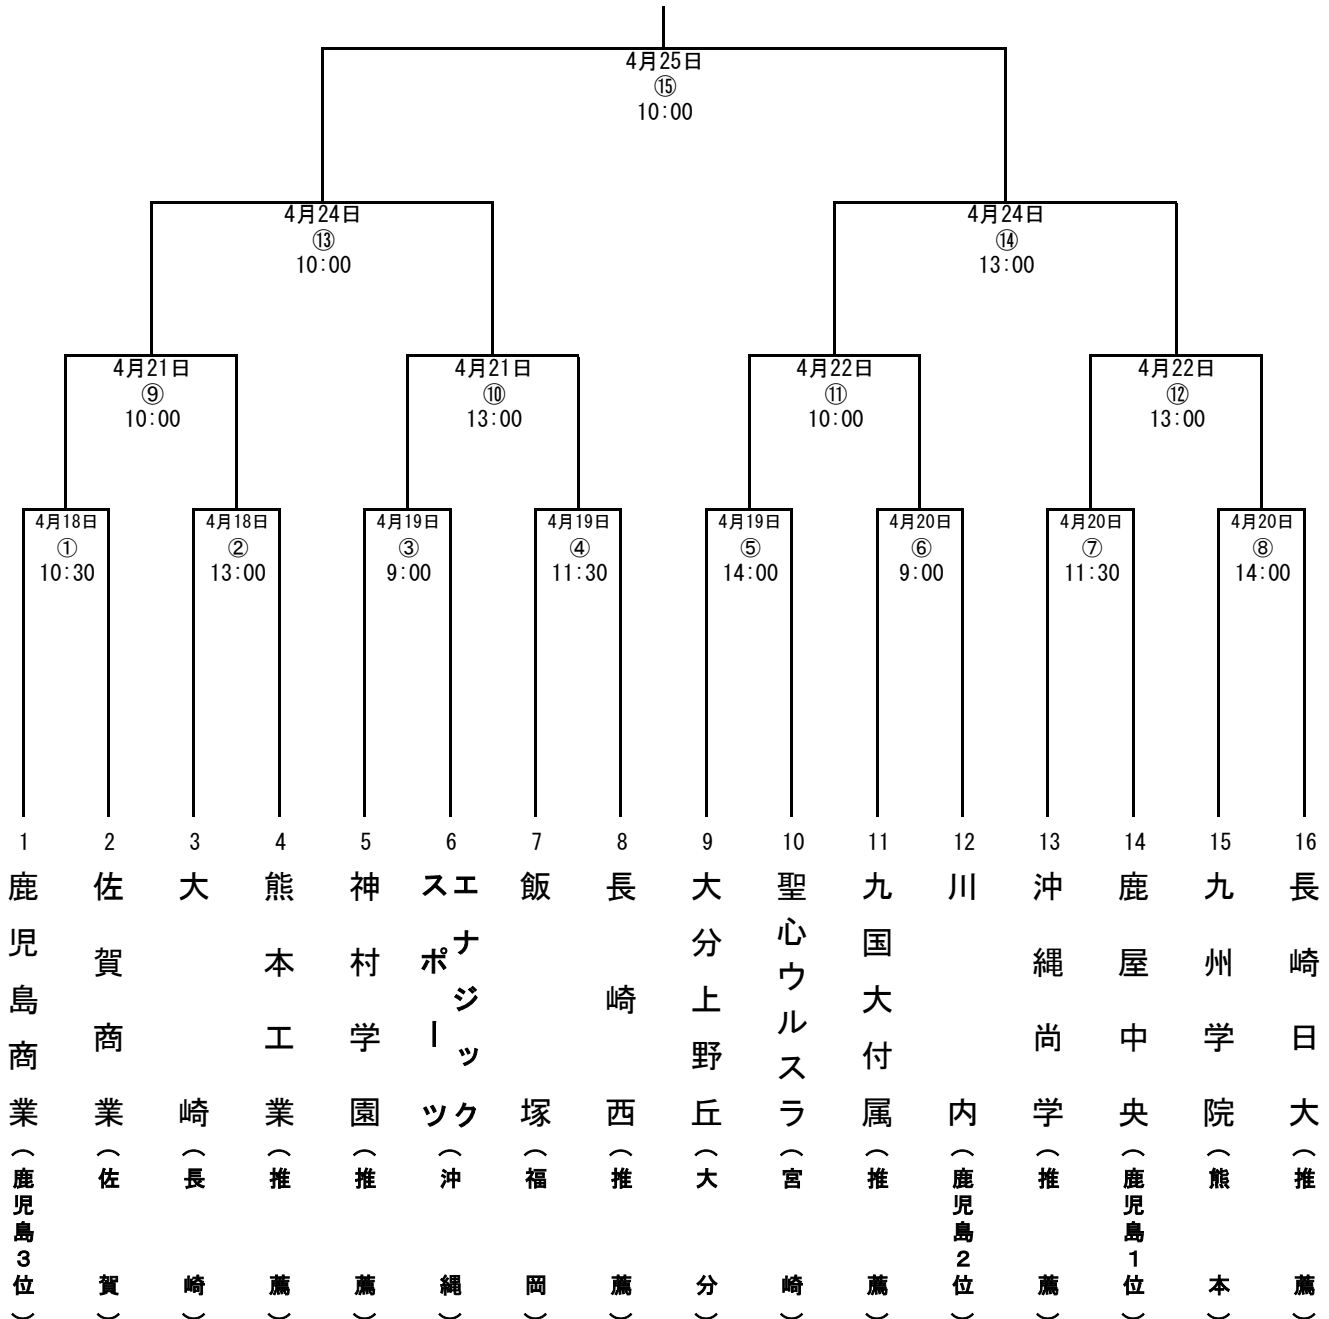 4月25日
⑮
10:00
4月24日
⑬
10:00
4月24日
⑭
13:00
4月21日
⑨
10:00
4月21日
⑩
13:00
4月22日
⑪
10:00
4月22日
⑫
13:00
4月18日
①
10:30
4月18日
②
13:00
4月19日
③
9:00
4月19日
④
11:30
4月19日
⑤
14:00
4月20日
⑥
9:00
4月20日
⑦
11:30
4月20日
⑧
14:00
1
鹿児島商業
(鹿児島3位)
2
佐賀商業
(佐賀)
3
大崎
(長崎)
4
熊本工業
(推薦)
5
神村学園
(推薦)
6
エナジック
スポーツ
(沖縄)
7
飯塚
(福岡)
8
長崎西
(推薦)
9
大分上野丘
(大分)
10
聖心ウルスラ
(宮崎)
11
九国大付属
(推薦)
12
川内
(鹿児島2位)
13
沖縄尚学
(推薦)
14
鹿屋中央
(鹿児島1位)
15
九州学院
(熊本)
16
長崎日大
(推薦)